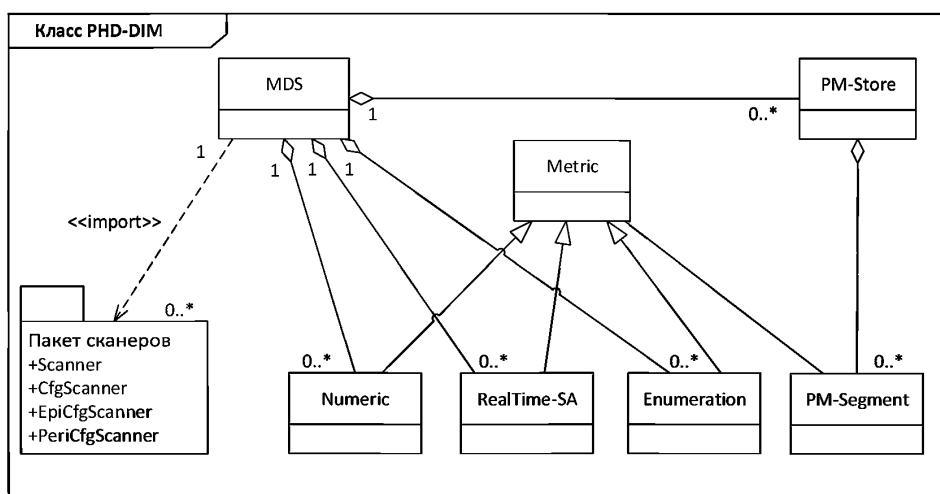 Класс PHD-DIM
MDS
PM-Store
1
0..*
1
1
1
1
Metric
<<import>>
0..*
Пакет сканеров
+Scanner
+CfgScanner
+EpiCfgScanner
+PeriCfgScanner
0..*
0..*
0..*
0..*
Numeric
RealTime-SA
Enumeration
PM-Segment